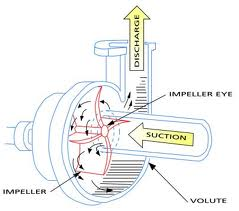 DISCHARGE
IMPELLER EYE
SUCTION
IMPELLER
VOLUTE